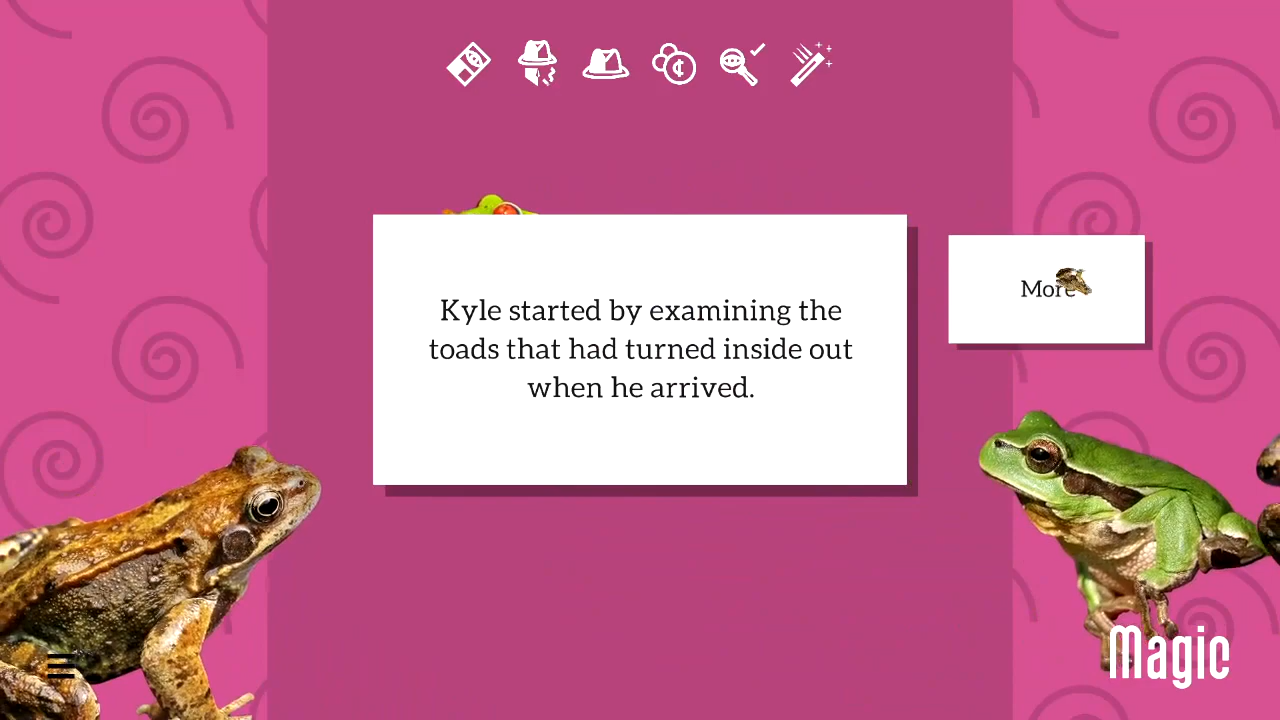 Kyle started by examining the
toads that had turned inside out
when he arrived.
More
Magic